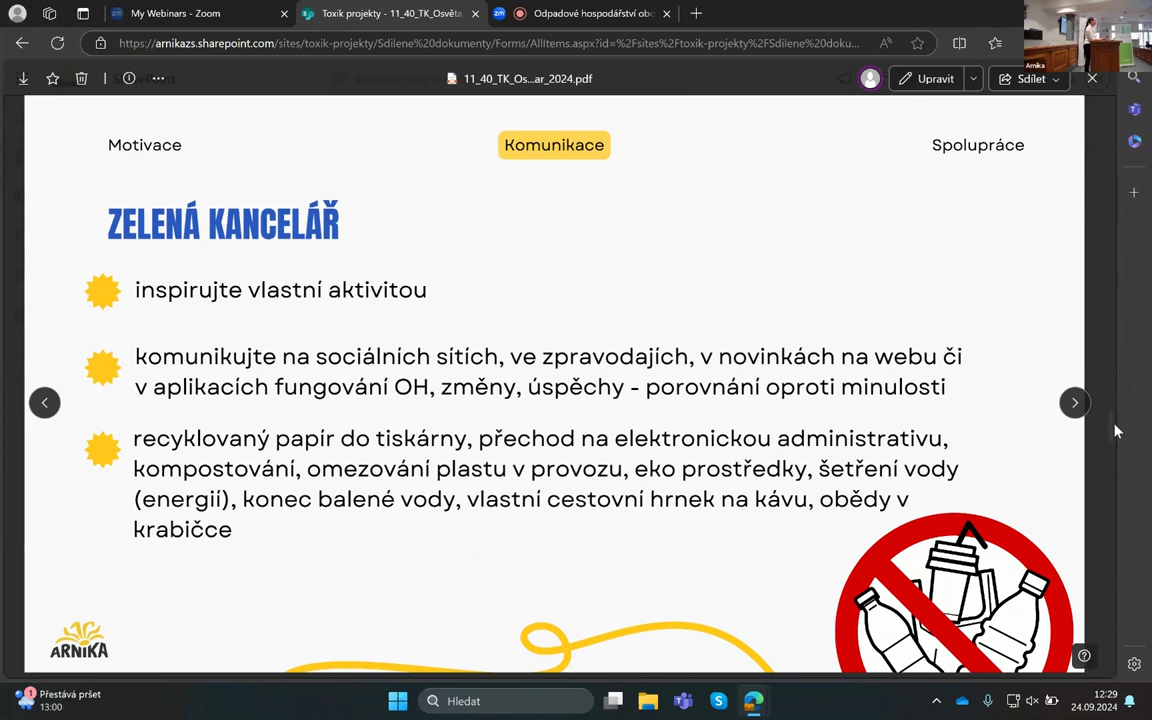 My Webinars - Zoom
Toxik projekty - 11_40_TK_Osvěta
Odpadové hospodářství ob
https://arnikazs.sharepoint.com/sites/toxik-projekty/Sdilene%20dokumenty/Forms/AllItems.aspx?id=%2Fsites%2Ftoxik-projekty%2FSdilene%20doku...
11_40_TK_Os...ar_2024.pdf
Upravit
Sdílet
Arnika
Motivace
Komunikace
Spolupráce
ZELENÁ KANCELÁŘ
inspirujte vlastní aktivitou
komunikujte na sociálních sítích, ve zpravodajích, v novinkách na webu či
v aplikacích fungování OH, změny, úspěchy - porovnání oproti minulosti
recyklovaný papír do tiskárny, přechod na elektronickou administrativu,
kompostování, omezování plastu v provozu, eko prostředky, šetření vody
(energií), konec balené vody, vlastní cestovní hrnek na kávu, obědy v
krabičce
ARNIKA
1
Přestává pršet
13:00
Hledat
12:29
24.09.2024